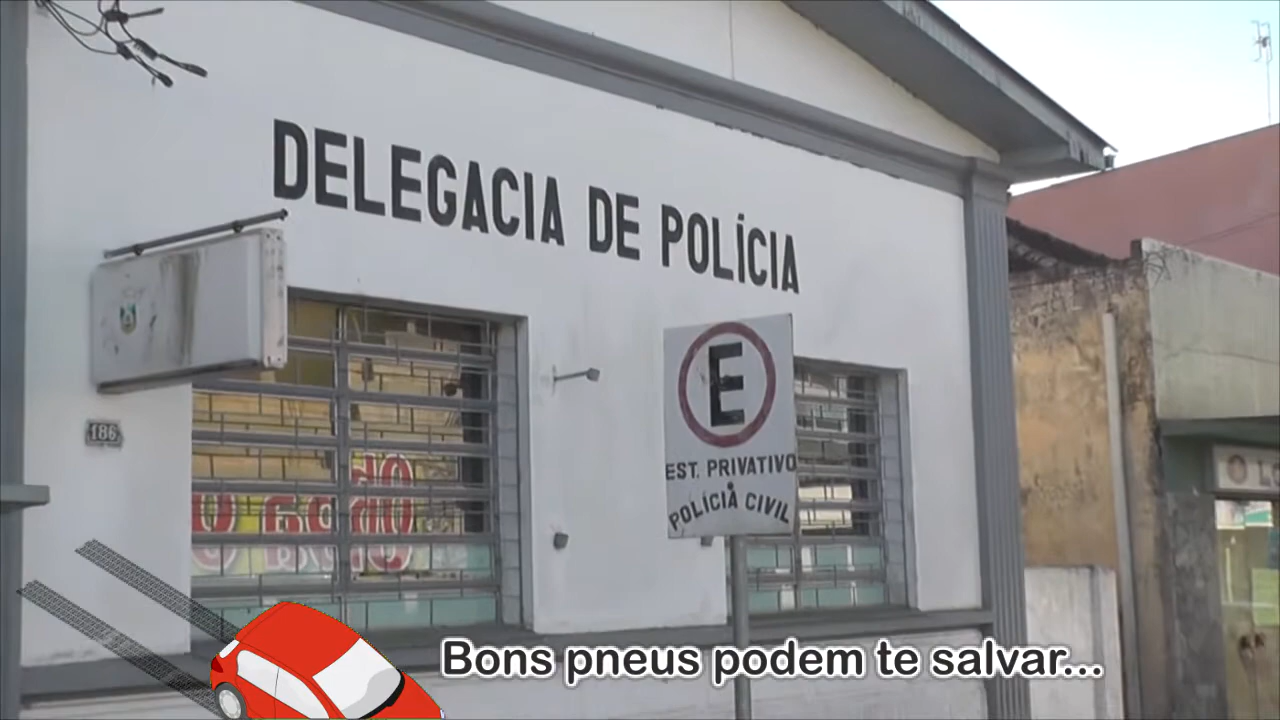 DELEGACIA DE POLÍCIA
186
E
EST. PRIVATIVO
POLÍCIA CIVIL
Bons pneus podem te salvar...